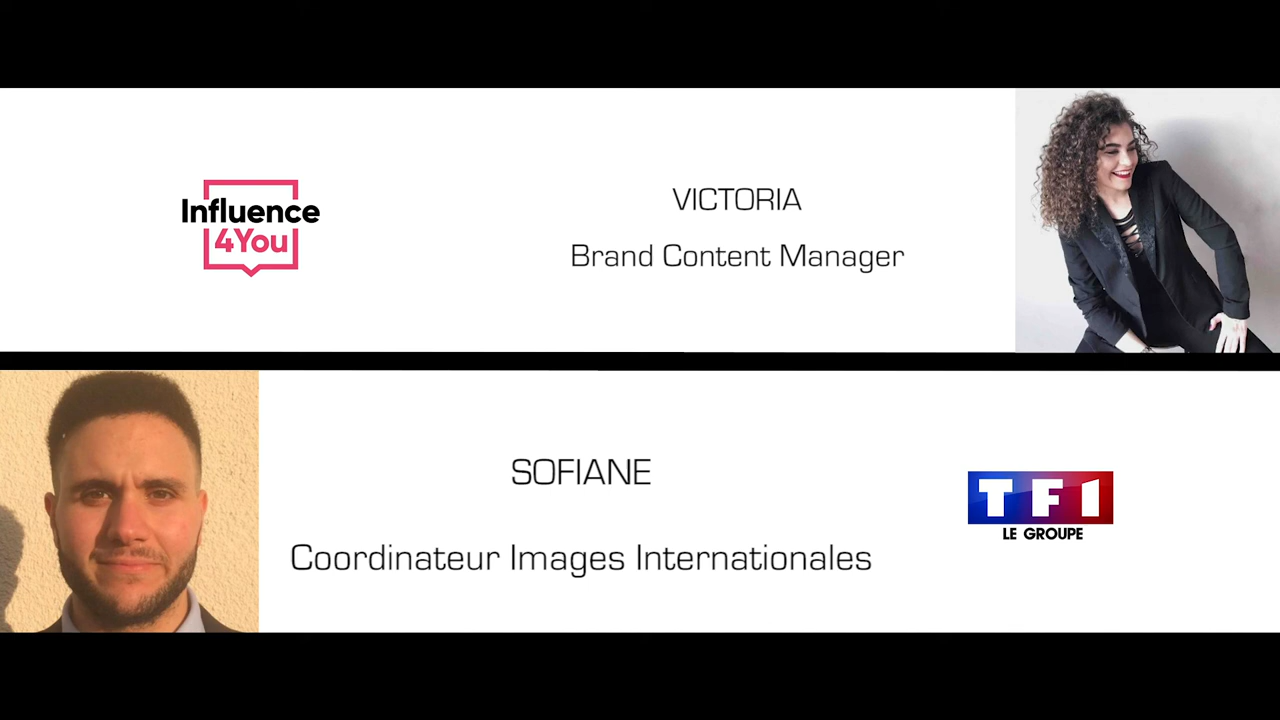 Influence
4You
VICTORIA
Brand Content Manager
SOFIANE
Coordinateur Images Internationales
TF1
LE GROUPE